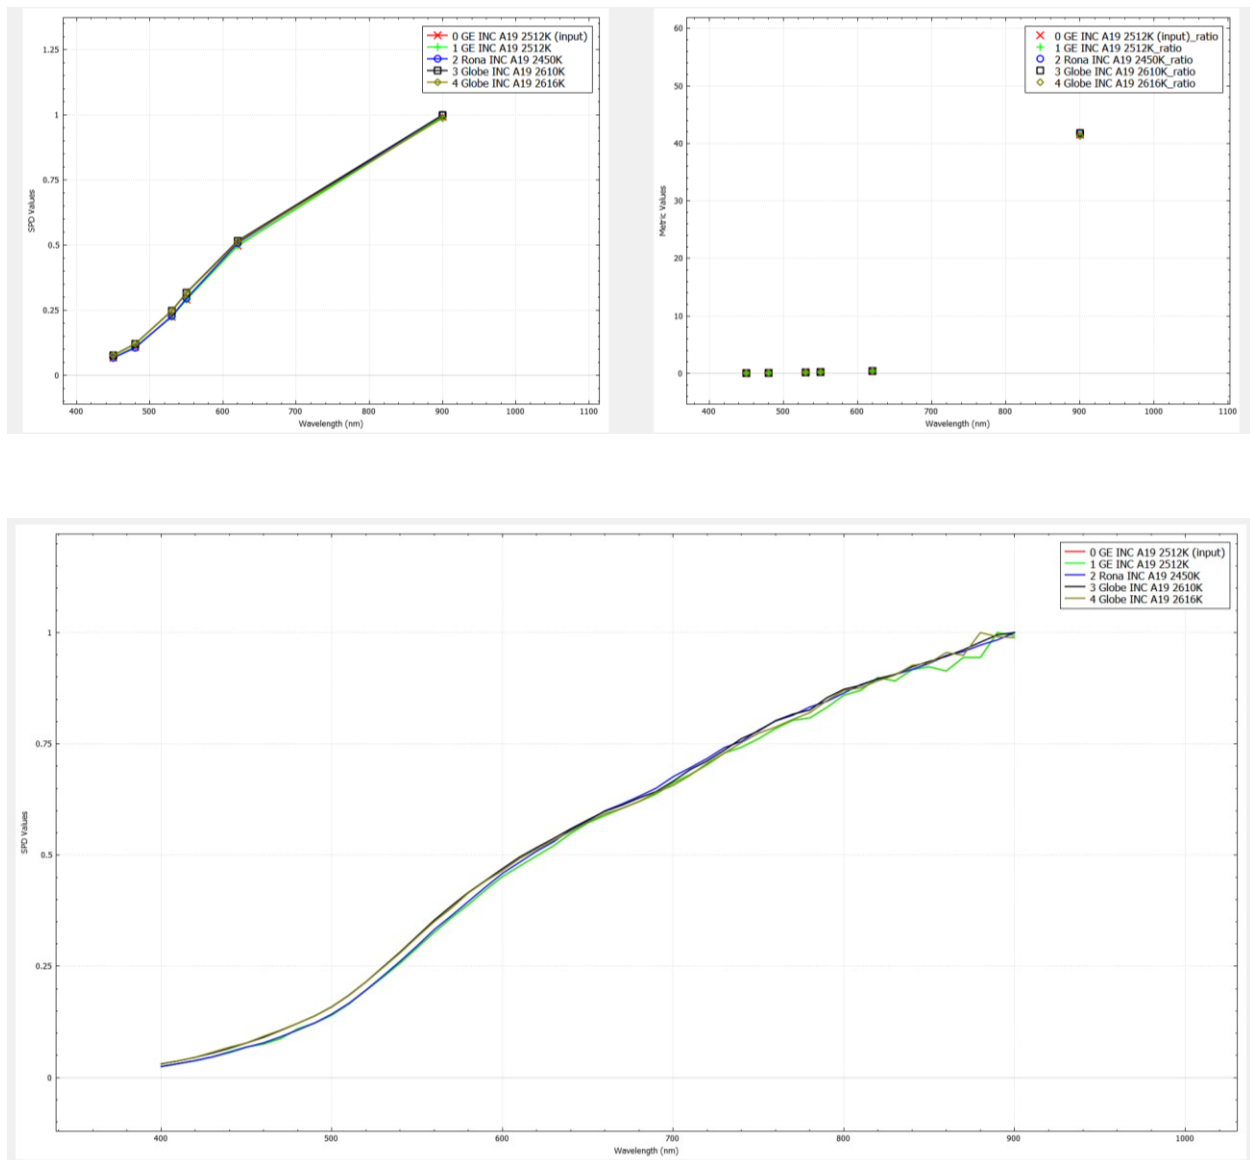 0 GE INC A19 2512K (input)
1 GE INC A19 2512K
2 Rona INC A19 2450K
3 Globe INC A19 2610K
4 Globe INC A19 2616K
1.25
1
0.75
0.5
0.25
0
SPD Values
400 500 600 700 800 900 1000 1100
Wavelength (nm)
0 GE INC A19 2512K (input)_ratio
1 GE INC A19 2512K_ratio
2 Rona INC A19 2450K_ratio
3 Globe INC A19 2610K_ratio
4 Globe INC A19 2616K_ratio
60
50
40
30
20
10
0
Metric Values
400 500 600 700 800 900 1000 1100
Wavelength (nm)
0 GE INC A19 2512K (input)
1 GE INC A19 2512K
2 Rona INC A19 2450K
3 Globe INC A19 2610K
4 Globe INC A19 2616K
1
0.75
0.5
0.25
0
SPD Values
400 500 600 700 800 900 1000
Wavelength (nm)